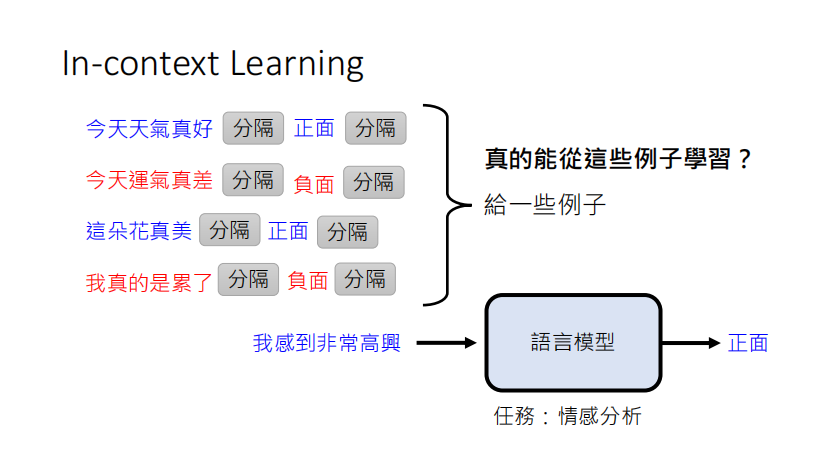 In-context Learning
今天天氣真好 分隔 正面 分隔
今天運氣真差 分隔 負面 分隔
這朵花真美 分隔 正面 分隔
我真的是累了 分隔 負面 分隔
真的能從這些例子學習？
給一些例子
我感到非常高興 語言模型 正面
任務：情感分析